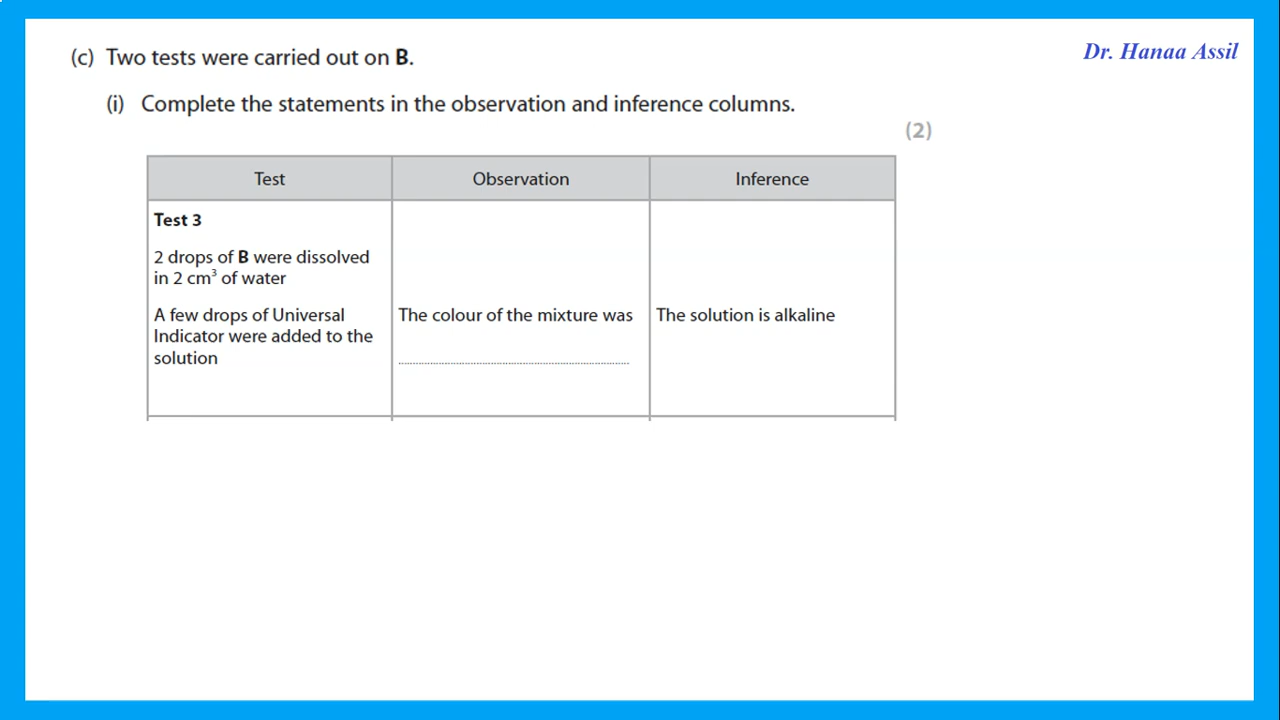 (c) Two tests were carried out on B.
Dr. Hanaa Assil
(i) Complete the statements in the observation and inference columns.
(2)
Test Observation Inference
Test 3
2 drops of B were dissolved
in 2 cm³ of water
A few drops of Universal
Indicator were added to the
solution
The colour of the mixture was
The solution is alkaline